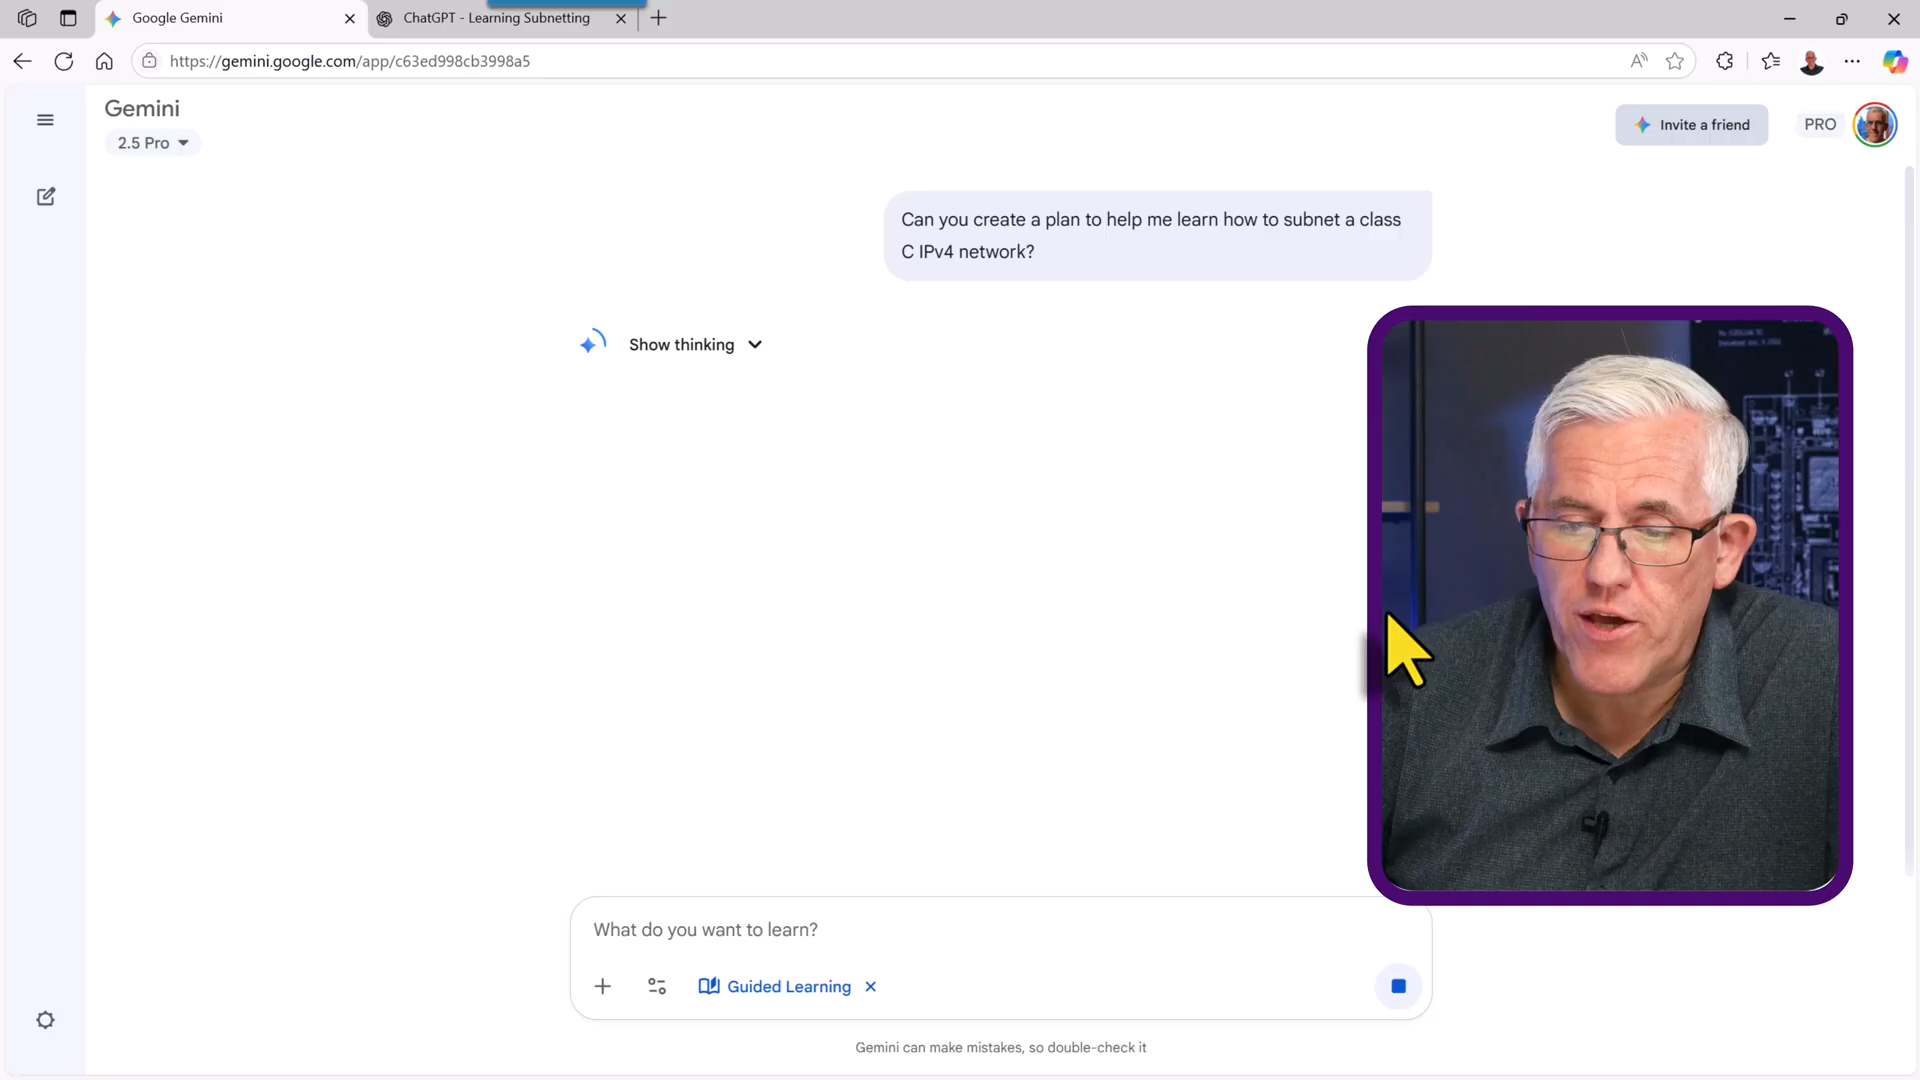 Google Gemini
ChatGPT - Learning Subnetting
https://gemini.google.com/app/c63ed998cb3998a5
Gemini
2.5 Pro
Invite a friend
PRO
Can you create a plan to help me learn how to subnet a class
C IPv4 network?
Show thinking
What do you want to learn?
Guided Learning
Gemini can make mistakes, so double-check it